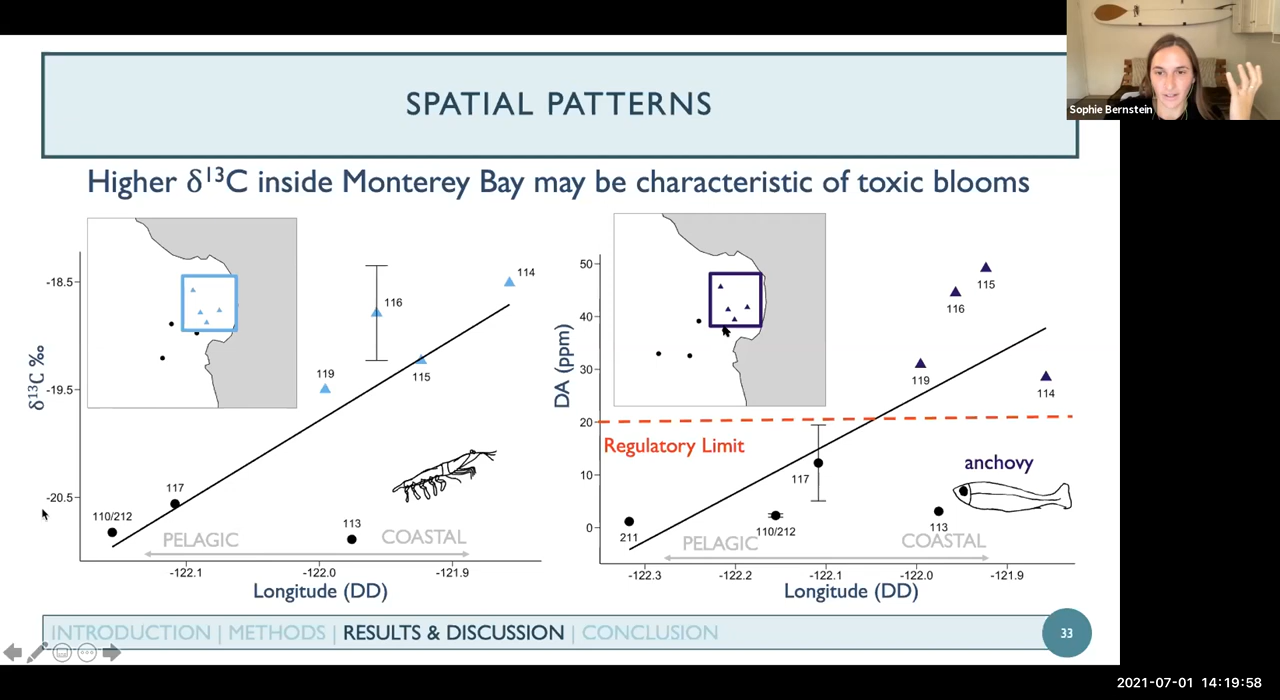 Sophie Bernstein
SPATIAL PATTERNS
Higher δ¹³C inside Monterey Bay may be characteristic of toxic blooms
δ¹³C ‰
-18.5
-19.5
-20.5
114
116
115
119
117
110/212
113
PELAGIC
COASTAL
-122.1
-122.0
-121.9
Longitude (DD)
DA (ppm)
50
40
30
20
10
0
115
116
119
114
Regulatory Limit
anchovy
117
211
110/212
113
PELAGIC
COASTAL
-122.3
-122.2
-122.1
-122.0
-121.9
Longitude (DD)
INTRODUCTION | METHODS | RESULTS & DISCUSSION | CONCLUSION
33
2021-07-01 14:19:58